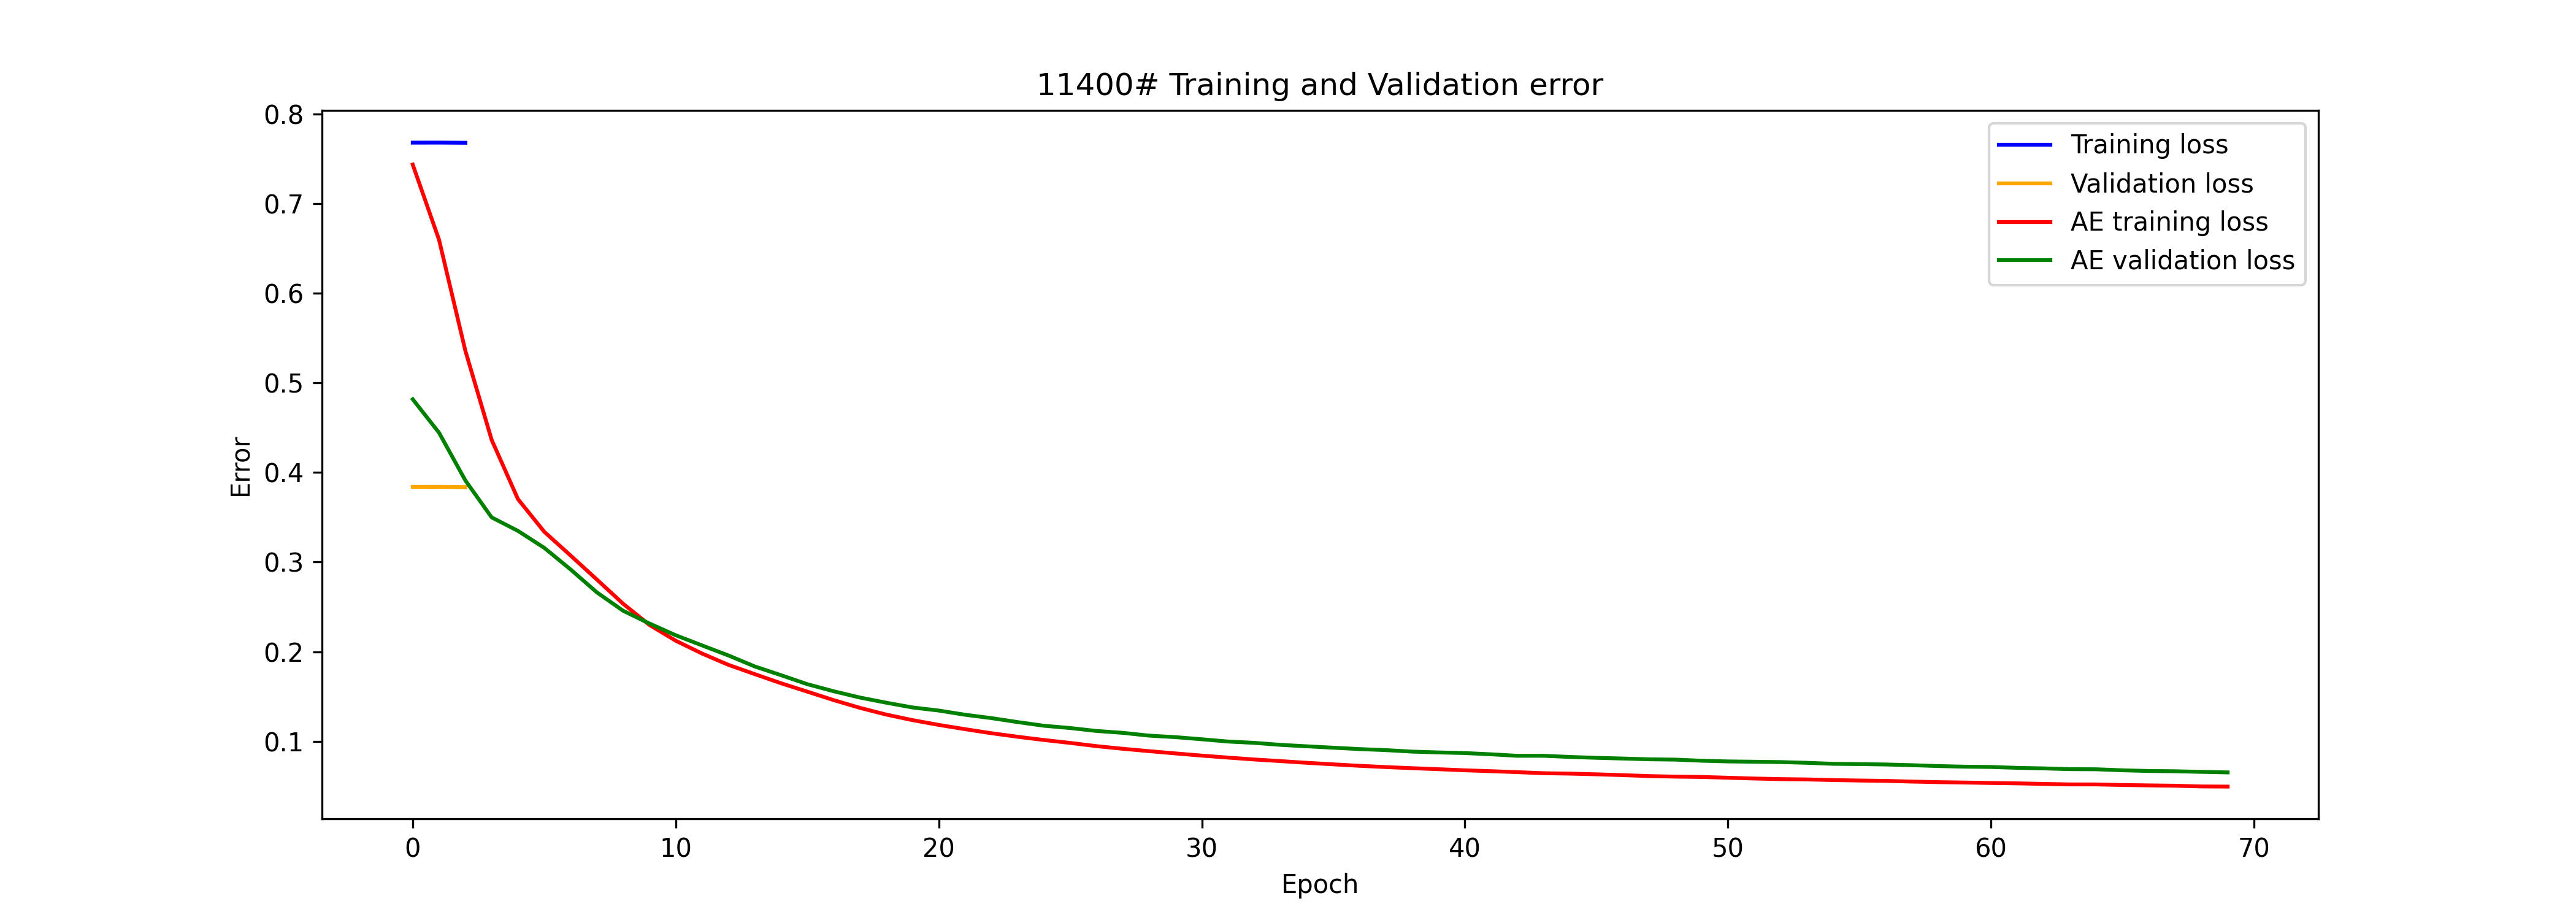 11400# Training and Validation error
0.8
0.7
0.6
0.5
0.4
0.3
0.2
0.1
Error
Training loss
Validation loss
AE training loss
AE validation loss
0 10 20 30 40 50 60 70
Epoch